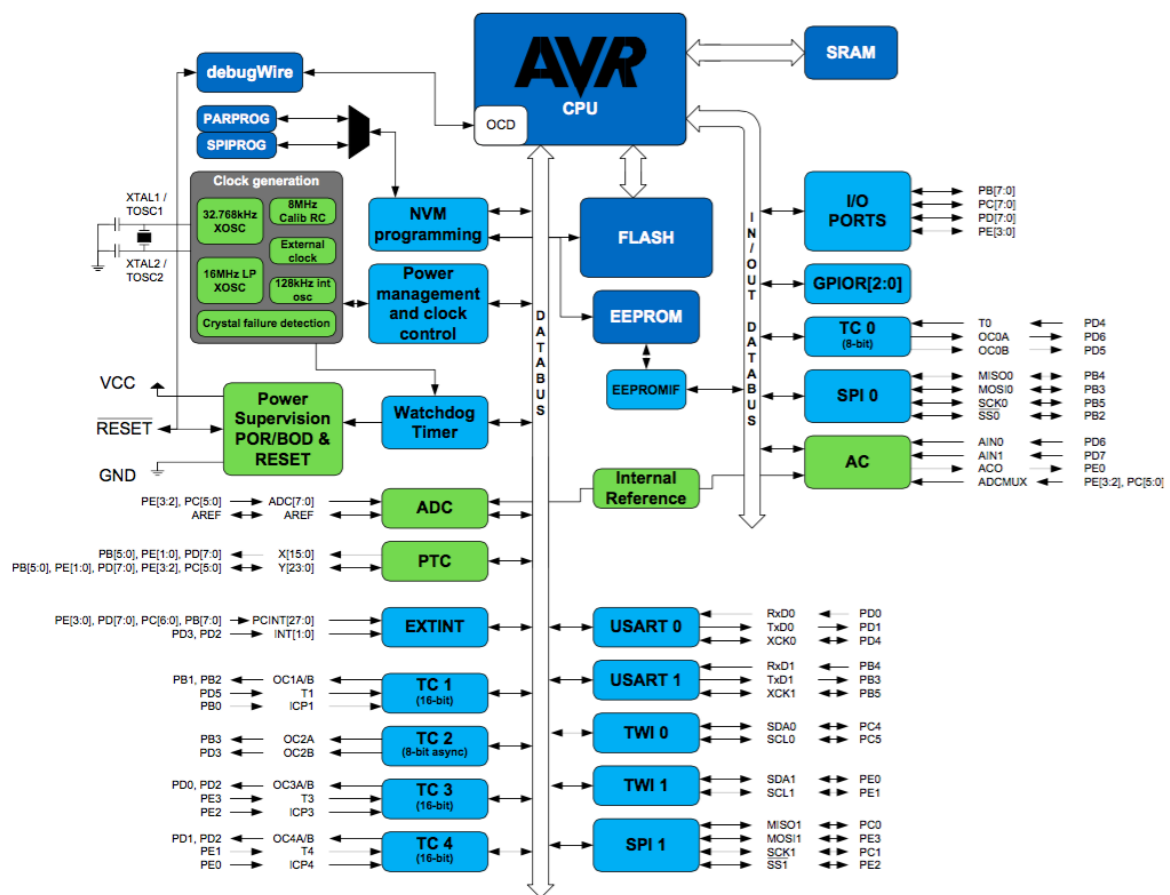 AVR
CPU
OCD
SRAM
debugWire
PARPROG
SPIPROG
Clock generation
XTAL1 /
TOSC1
32.768kHz
XOSC
8MHz
Calib RC
External
clock
XTAL2 /
TOSC2
16MHz LP
XOSC
128kHz int
osc
Crystal failure detection
NVM
programming
Power
management
and clock
control
FLASH
EEPROM
EEPROMIF
DATABUS
IN/OUT DATABUS
I/O
PORTS
PB[7:0]
PC[7:0]
PD[7:0]
PE[3:0]
GPIOR[2:0]
TC 0
(8-bit)
T0 PD4
OC0A PD6
OC0B PD5
SPI 0
MISO0 PB4
MOSI0 PB3
SCK0 PB5
SS0 PB2
AC
AIN0 PD6
AIN1 PD7
ACO PE0
ADCMUX PE[3:2], PC[5:0]
VCC
RESET
GND
Power
Supervision
POR/BOD &
RESET
Watchdog
Timer
Internal
Reference
PE[3:2], PC[5:0] ADC[7:0]
AREF AREF
ADC
PB[5:0], PE[1:0], PD[7:0] X[15:0]
PB[5:0], PE[1:0], PD[7:0], PE[3:2], PC[5:0] Y[23:0]
PTC
PE[3:0], PD[7:0], PC[6:0], PB[7:0] PCINT[27:0]
PD3, PD2 INT[1:0]
EXTINT
PB1, PB2 OC1A/B
PD5 T1
PB0 ICP1
TC 1
(16-bit)
PB3 OC2A
PD3 OC2B
TC 2
(8-bit async)
PD0, PD2 OC3A/B
PE3 T3
PE2 ICP3
TC 3
(16-bit)
PD1, PD2 OC4A/B
PE1 T4
PE0 ICP4
TC 4
(16-bit)
USART 0
RxD0 PD0
TxD0 PD1
XCK0 PD4
USART 1
RxD1 PB4
TxD1 PB3
XCK1 PB5
TWI 0
SDA0 PC4
SCL0 PC5
TWI 1
SDA1 PE0
SCL1 PE1
SPI 1
MISO1 PC0
MOSI1 PE3
SCK1 PC1
SS1 PE2